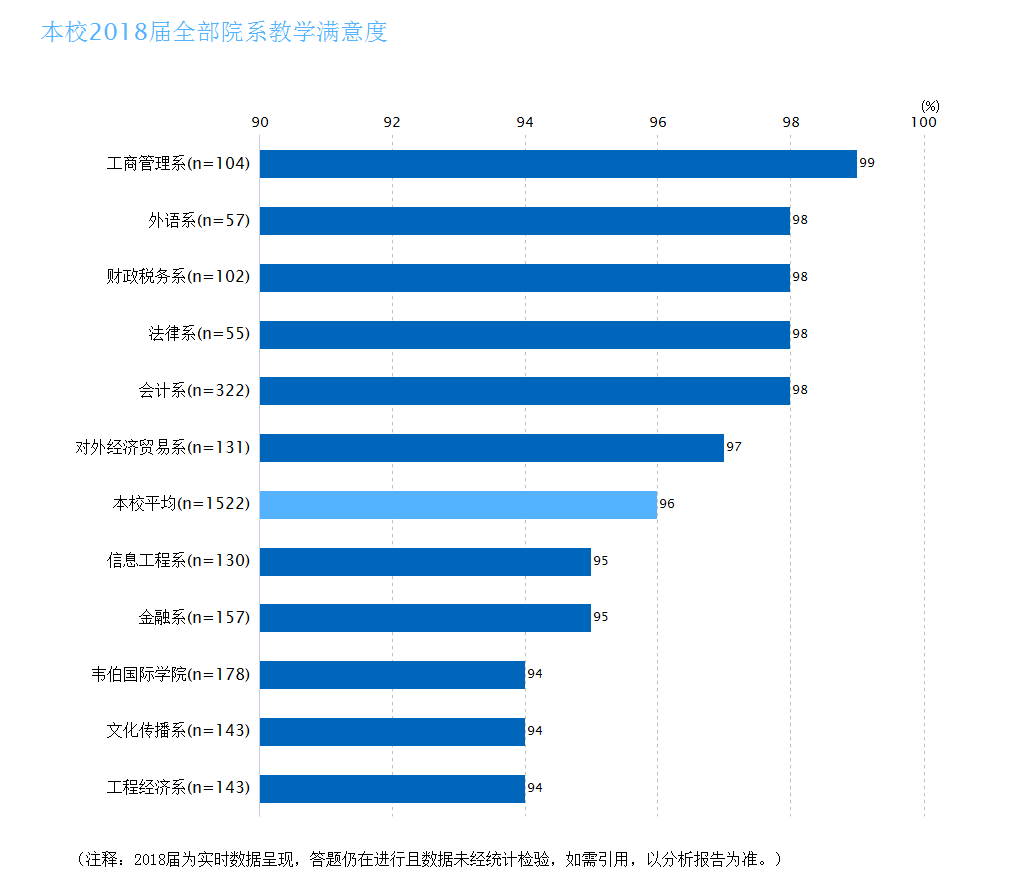 本校2018届全部院系教学满意度
(%)
90 92 94 96 98 100
工商管理系(n=104) 99
外语系(n=57) 98
财政税务系(n=102) 98
法律系(n=55) 98
会计系(n=322) 98
对外经济贸易系(n=131) 97
本校平均(n=1522) 96
信息工程系(n=130) 95
金融系(n=157) 95
韦伯国际学院(n=178) 94
文化传播系(n=143) 94
工程经济系(n=143) 94
（注释：2018届为实时数据呈现，答题仍在进行且数据未经统计检验，如需引用，以分析报告为准。）